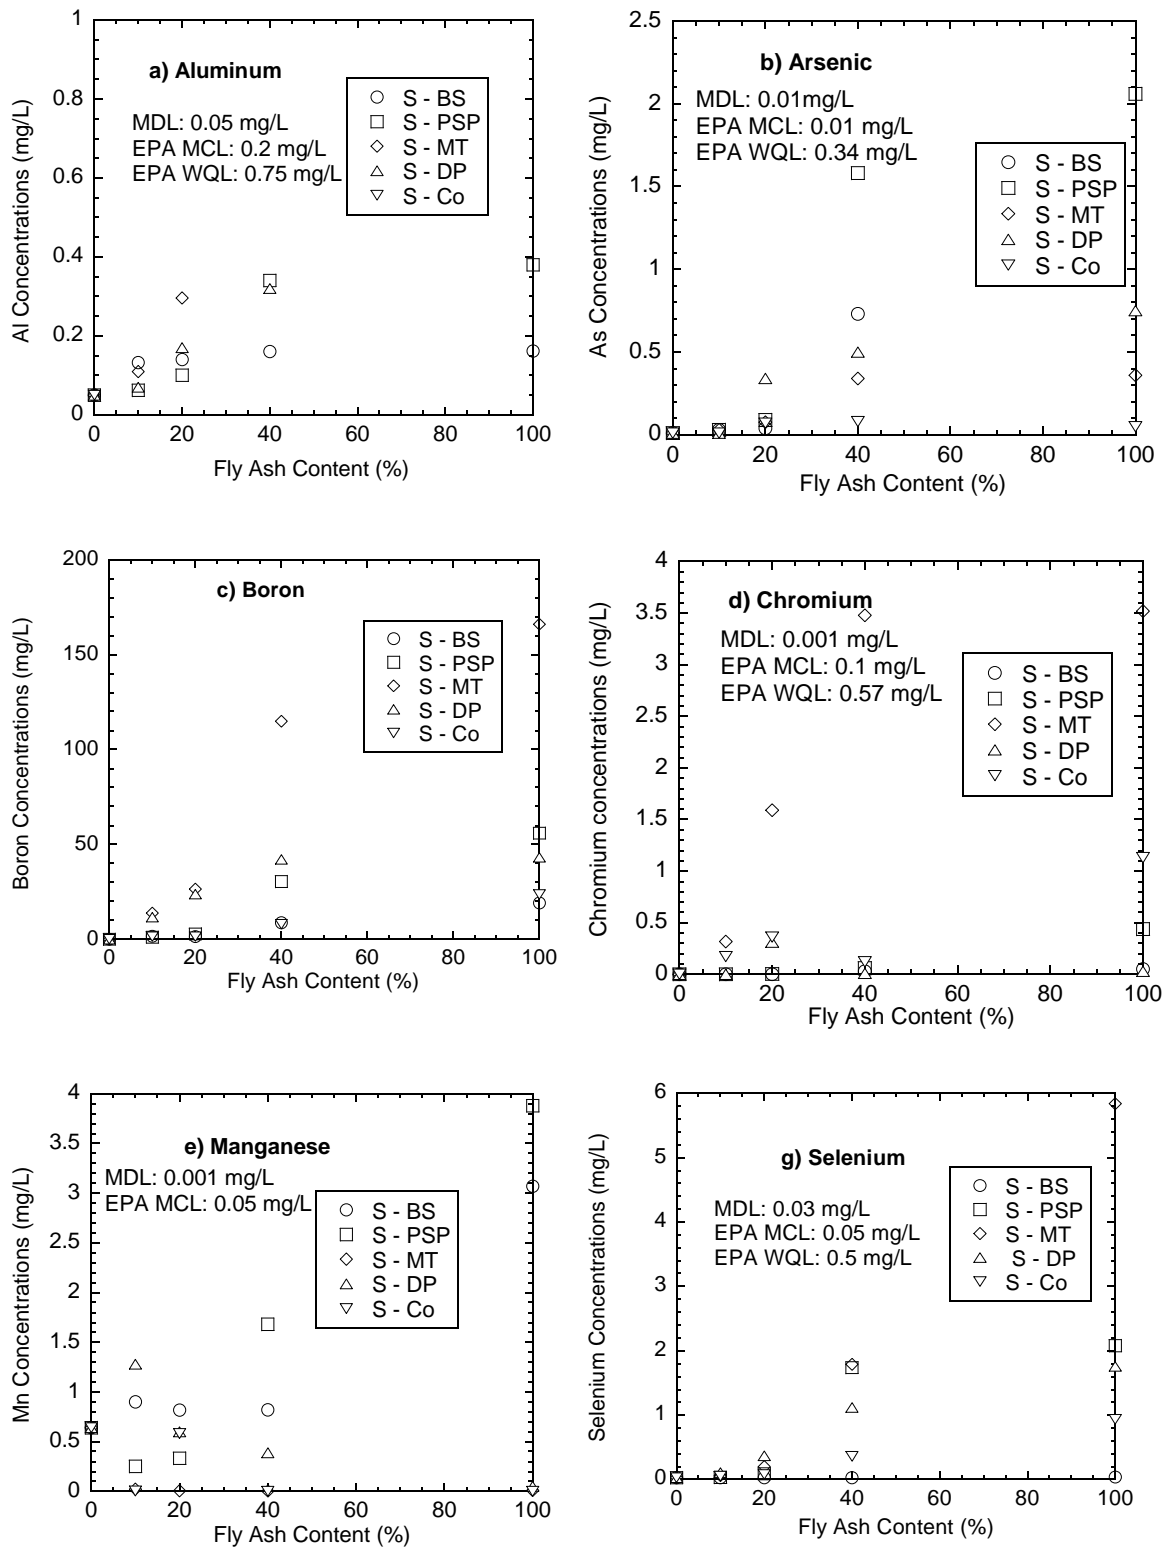 a) Aluminum
MDL: 0.05 mg/L
EPA MCL: 0.2 mg/L
EPA WQL: 0.75 mg/L
S - BS
S - PSP
S - MT
S - DP
S - Co
Al Concentrations (mg/L)
1
0.8
0.6
0.4
0.2
0
0 20 40 60 80 100
Fly Ash Content (%)
b) Arsenic
MDL: 0.01mg/L
EPA MCL: 0.01 mg/L
EPA WQL: 0.34 mg/L
S - BS
S - PSP
S - MT
S - DP
S - Co
As Concentrations (mg/L)
2.5
2
1.5
1
0.5
0
0 20 40 60 80 100
Fly Ash Content (%)
c) Boron
S - BS
S - PSP
S - MT
S - DP
S - Co
Boron Concentrations (mg/L)
200
150
100
50
0
0 20 40 60 80 100
Fly Ash Content (%)
d) Chromium
MDL: 0.001 mg/L
EPA MCL: 0.1 mg/L
EPA WQL: 0.57 mg/L
S - BS
S - PSP
S - MT
S - DP
S - Co
Chromium concentrations (mg/L)
4
3.5
3
2.5
2
1.5
1
0.5
0
0 20 40 60 80 100
Fly Ash Content (%)
e) Manganese
MDL: 0.001 mg/L
EPA MCL: 0.05 mg/L
S - BS
S - PSP
S - MT
S - DP
S - Co
Mn Concentrations (mg/L)
4
3.5
3
2.5
2
1.5
1
0.5
0
0 20 40 60 80 100
Fly Ash Content (%)
g) Selenium
MDL: 0.03 mg/L
EPA MCL: 0.05 mg/L
EPA WQL: 0.5 mg/L
S - BS
S - PSP
S - MT
S - DP
S - Co
Selenium Concentrations (mg/L)
6
5
4
3
2
1
0
0 20 40 60 80 100
Fly Ash Content (%)